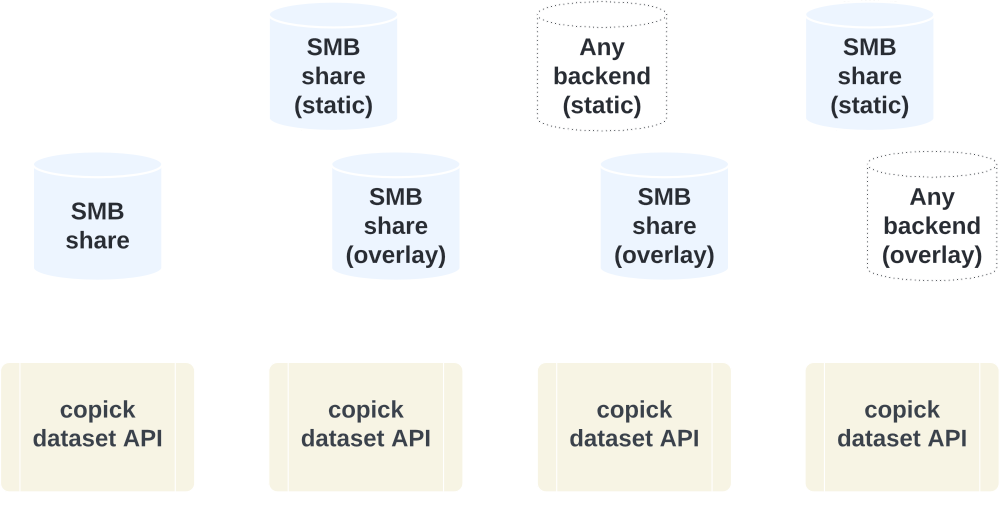 SMB
share
(static)
Any
backend
(static)
SMB
share
(static)
SMB
share
SMB
share
(overlay)
SMB
share
(overlay)
Any
backend
(overlay)
copick
dataset API
copick
dataset API
copick
dataset API
copick
dataset API